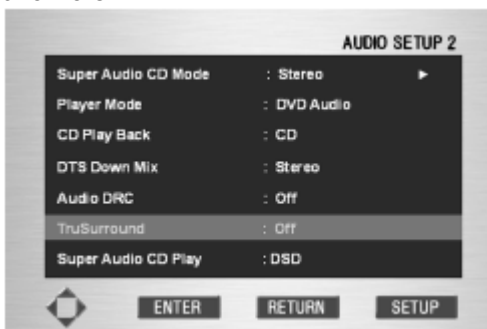 AUDIO SETUP 2
Super Audio CD Mode : Stereo ►
Player Mode : DVD Audio
CD Play Back : CD
DTS Down Mix : Stereo
Audio DRC : Off
TruSurround : Off
Super Audio CD Play : DSD
ENTER RETURN SETUP